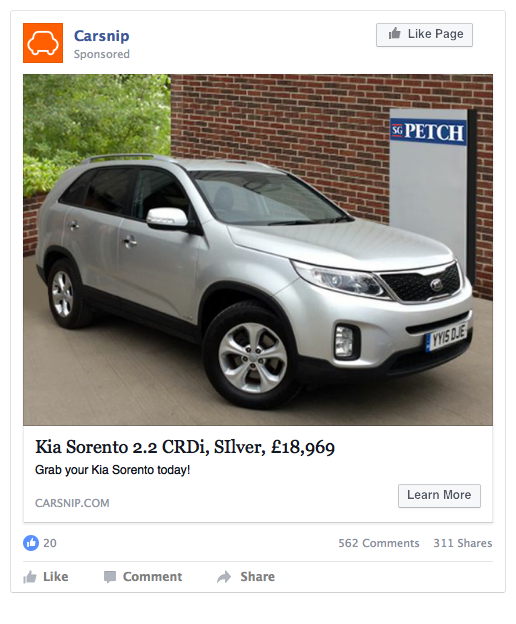 Carsnip
Sponsored
Like Page
SG PETCH
YY15 DJE
Kia Sorento 2.2 CRDi, SIlver, £18,969
Grab your Kia Sorento today!
CARSNIP.COM
Learn More
20
562 Comments 311 Shares
Like Comment Share